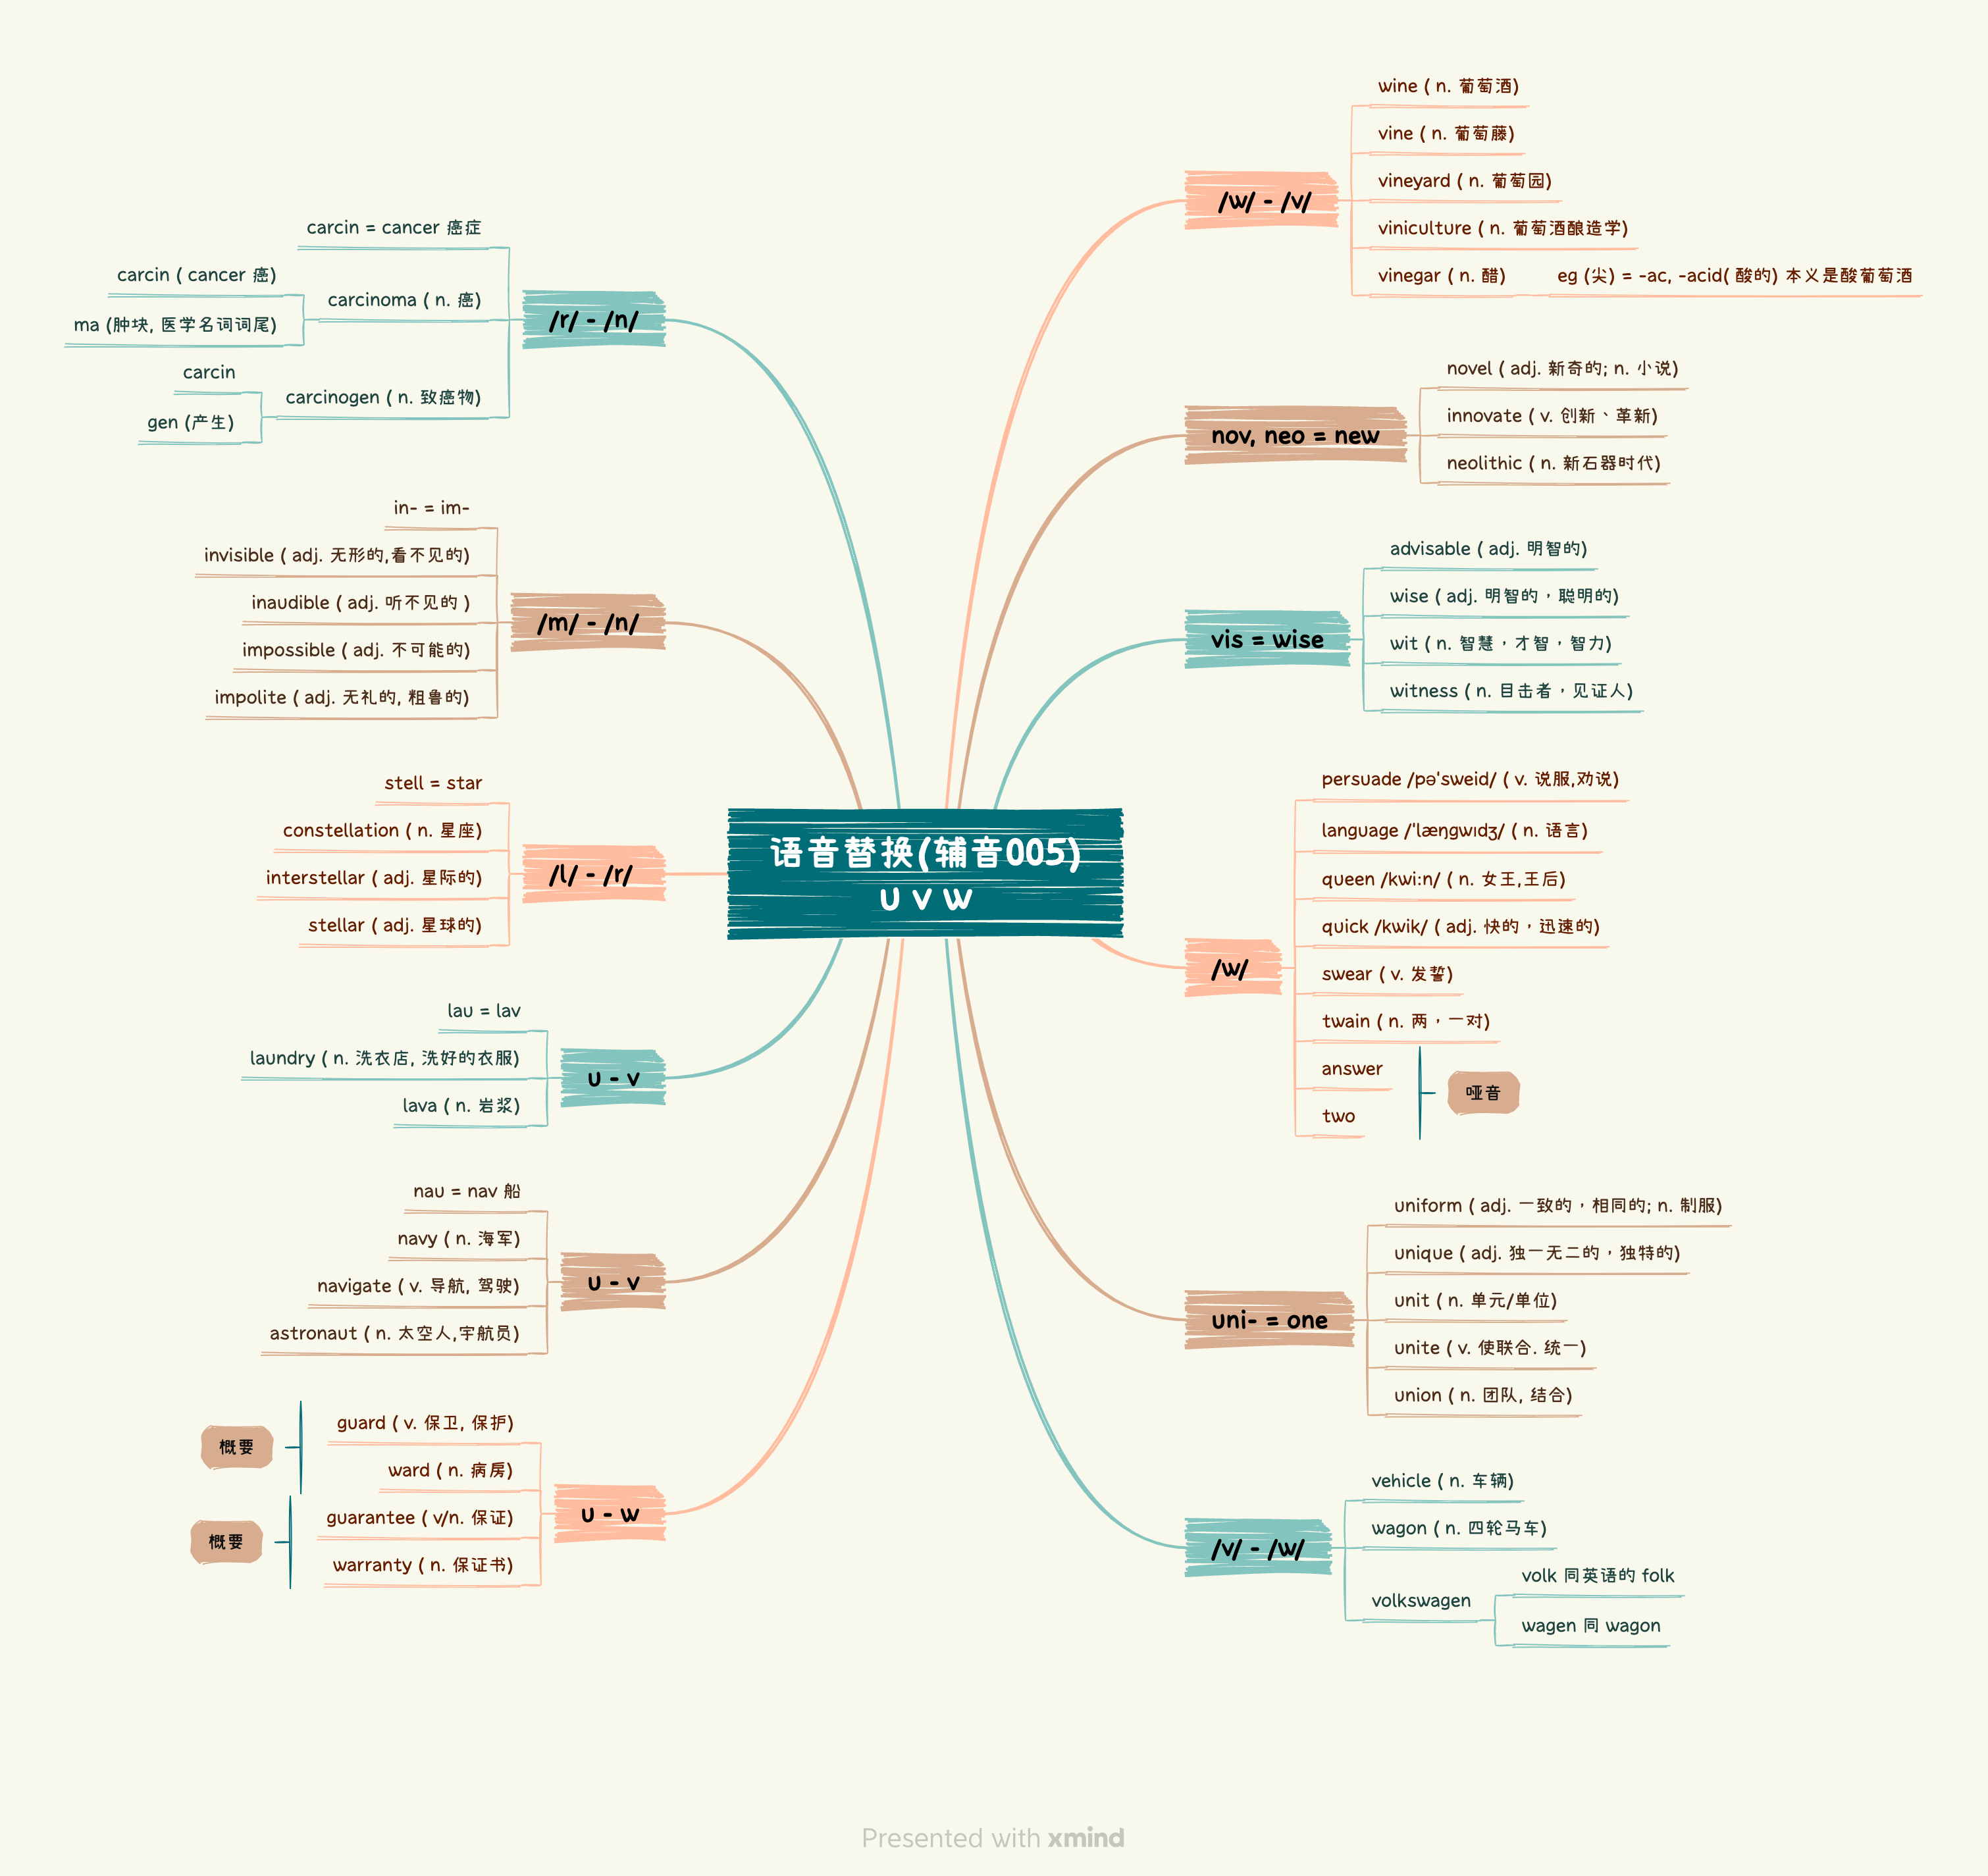 语音替换(辅音005)
U V W
/w/ - /v/
wine ( n. 葡萄酒)
vine ( n. 葡萄藤)
vineyard ( n. 葡萄园)
viniculture ( n. 葡萄酒酿造学)
vinegar ( n. 醋)
eg (尖) = -ac, -acid( 酸的) 本义是酸葡萄酒
nov, neo = new
novel ( adj. 新奇的; n. 小说)
innovate ( v. 创新、革新)
neolithic ( n. 新石器时代)
vis = wise
advisable ( adj. 明智的)
wise ( adj. 明智的，聪明的)
wit ( n. 智慧，才智，智力)
witness ( n. 目击者，见证人)
/w/
persuade /pə'sweid/ ( v. 说服,劝说)
language /'læŋgwɪdʒ/ ( n. 语言)
queen /kwi:n/ ( n. 女王,王后)
quick /kwik/ ( adj. 快的，迅速的)
swear ( v. 发誓)
twain ( n. 两，一对)
answer
two
哑音
uni- = one
uniform ( adj. 一致的，相同的; n. 制服)
unique ( adj. 独一无二的，独特的)
unit ( n. 单元/单位)
unite ( v. 使联合. 统一)
union ( n. 团队, 结合)
/v/ - /w/
vehicle ( n. 车辆)
wagon ( n. 四轮马车)
volkswagen
volk 同英语的 folk
wagen 同 wagon
/r/ - /n/
carcin = cancer 癌症
carcinoma ( n. 癌)
carcin ( cancer 癌)
ma (肿块, 医学名词词尾)
carcinogen ( n. 致癌物)
carcin
gen (产生)
/m/ - /n/
in- = im-
invisible ( adj. 无形的,看不见的)
inaudible ( adj. 听不见的 )
impossible ( adj. 不可能的)
impolite ( adj. 无礼的, 粗鲁的)
/l/ - /r/
stell = star
constellation ( n. 星座)
interstellar ( adj. 星际的)
stellar ( adj. 星球的)
u - v
lau = lav
laundry ( n. 洗衣店, 洗好的衣服)
lava ( n. 岩浆)
u - v
nau = nav 船
navy ( n. 海军)
navigate ( v. 导航, 驾驶)
astronaut ( n. 太空人,宇航员)
u - w
guard ( v. 保卫, 保护)
ward ( n. 病房)
概要
guarantee ( v/n. 保证)
warranty ( n. 保证书)
概要
Presented with xmind